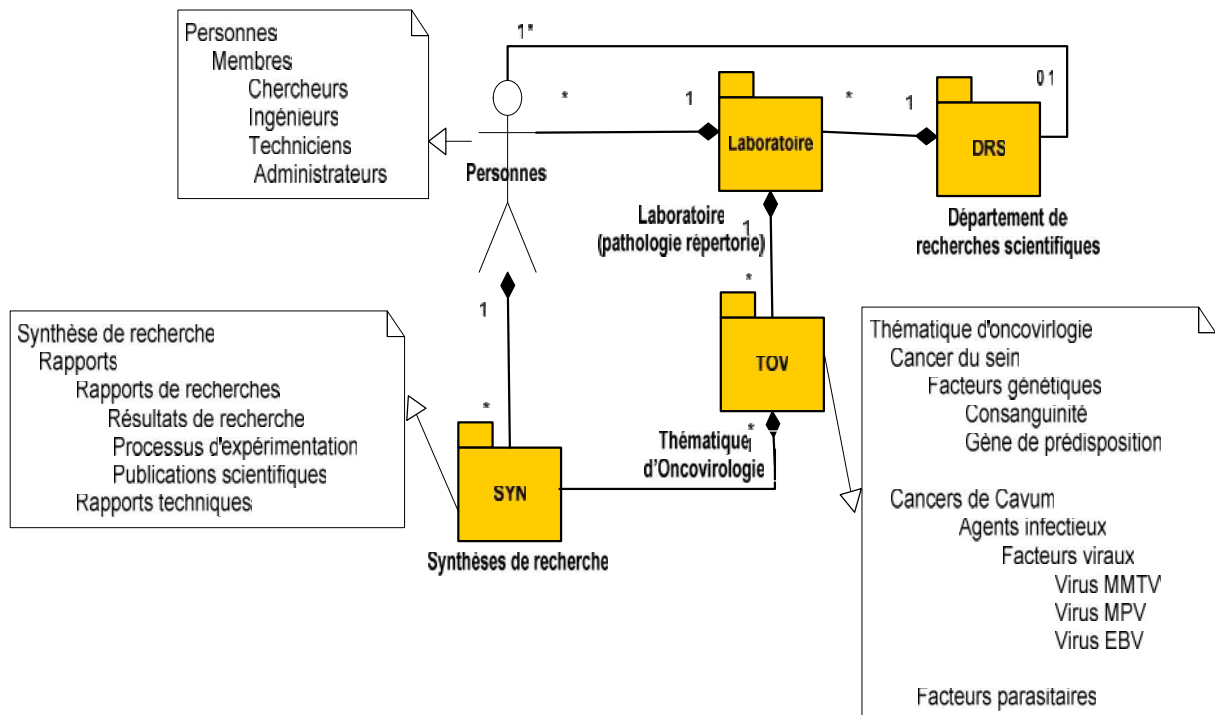 Personnes
Membres
Chercheurs
Ingénieurs
Techniciens
Administrateurs
1*
*
1
*
1
01
Personnes
Laboratoire
DRS
Laboratoire
(pathologie répertorie)
1
*
Département de
recherches scientifiques
1
*
Synthèse de recherche
Rapports
Rapports de recherches
Résultats de recherche
Processus d'expérimentation
Publications scientifiques
Rapports techniques
SYN
Synthèses de recherche
TOV
*
1
Thématique
d'Oncovirologie
Thématique d'oncovirlogie
Cancer du sein
Facteurs génétiques
Consanguinité
Gène de prédisposition
Cancers de Cavum
Agents infectieux
Facteurs viraux
Virus MMTV
Virus MPV
Virus EBV
Facteurs parasitaires